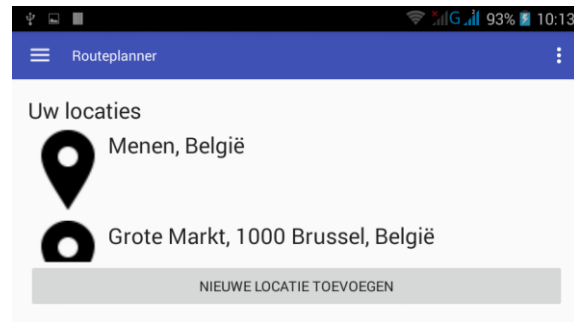 G 93% 10:13
Routeplanner
Uw locaties
Menen, België
Grote Markt, 1000 Brussel, België
NIEUWE LOCATIE TOEVOEGEN